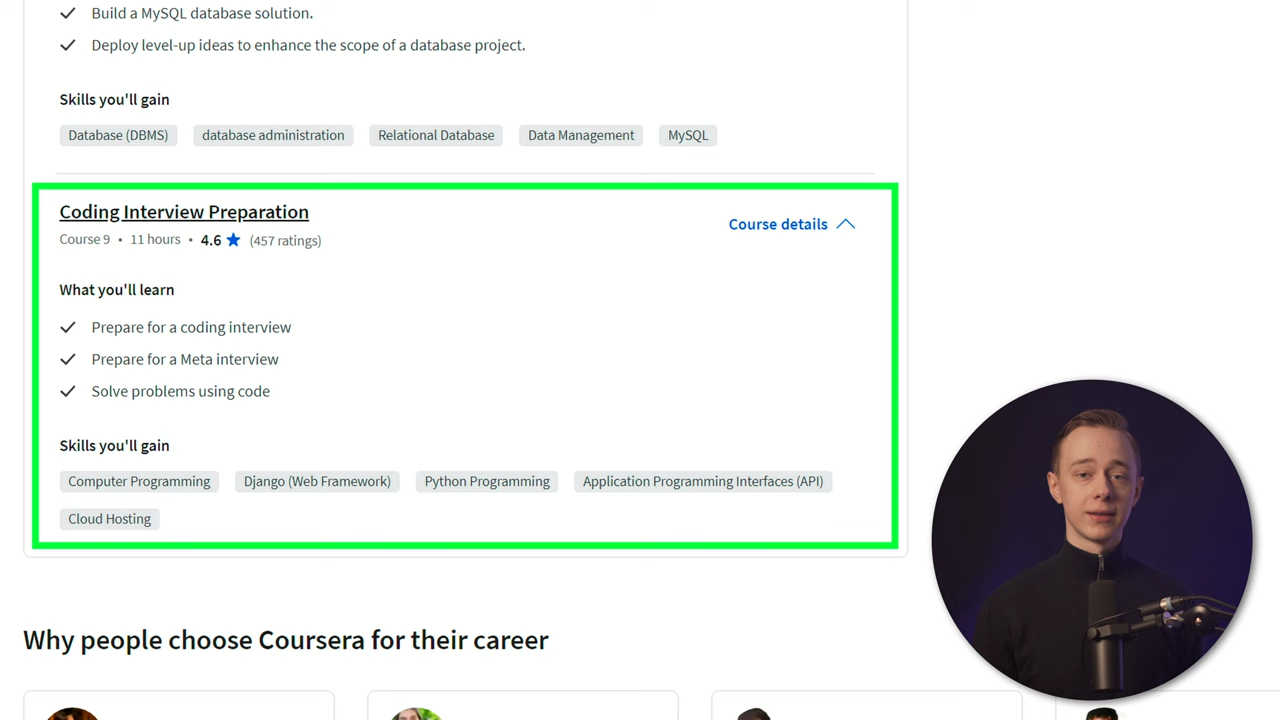 Build a MySQL database solution.
Deploy level-up ideas to enhance the scope of a database project.
Skills you'll gain
Database (DBMS) database administration Relational Database Data Management MySQL
Coding Interview Preparation
Course details
Course 9 • 11 hours • 4.6 (457 ratings)
What you'll learn
Prepare for a coding interview
Prepare for a Meta interview
Solve problems using code
Skills you'll gain
Computer Programming Django (Web Framework) Python Programming Application Programming Interfaces (API)
Cloud Hosting
Why people choose Coursera for their career